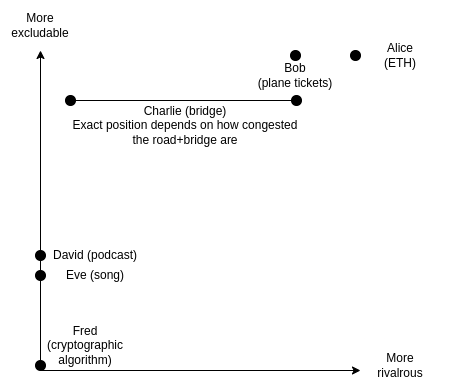 More
excludable
Alice
(ETH)
Bob
(plane tickets)
Charlie (bridge)
Exact position depends on how congested
the road+bridge are
David (podcast)
Eve (song)
Fred
(cryptographic
algorithm)
More
rivalrous